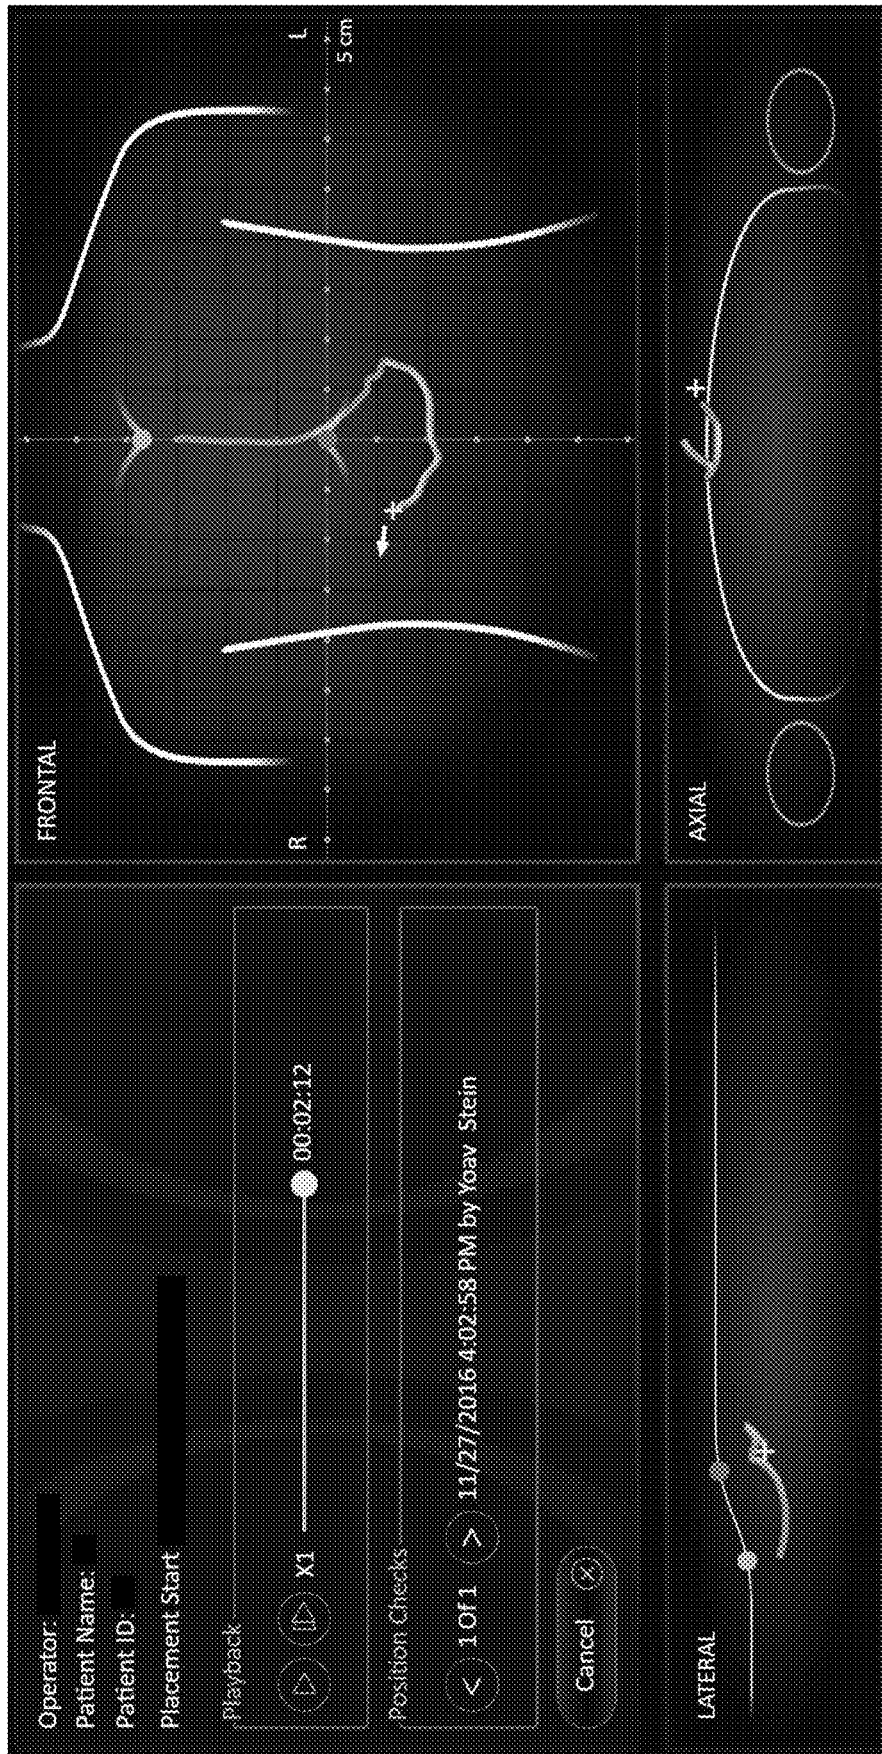 Operator:
Patient Name:
Patient ID:
Placement Start
Playback
X1
00:02:12
Position Checks
< 1 Of 1 > 11/27/2016 4:02:58 PM by Yoav Stein
Cancel
FRONTAL
R
L
5 cm
LATERAL
AXIAL